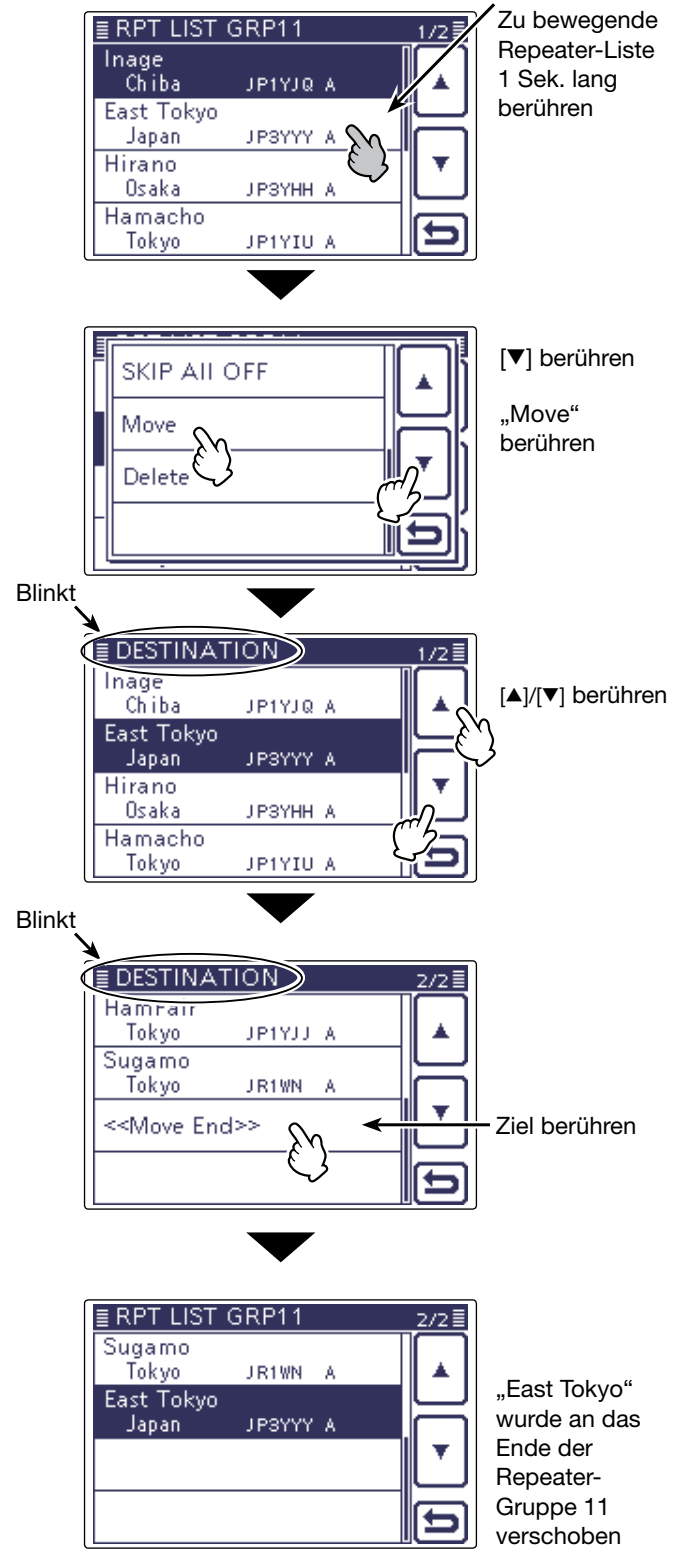 RPT LIST GRP11 1/2
Zu bewegende
Repeater-Liste
1 Sek. lang
berühren
Inage
Chiba JP1YJQ A
East Tokyo
Japan JP3YYY A
Hirano
Osaka JP3YHH A
Hamacho
Tokyo JP1YIU A
SKIP All OFF
Move
Delete
[▼] berühren
„Move“
berühren
Blinkt
DESTINATION 1/2
Inage
Chiba JP1YJQ A
East Tokyo
Japan JP3YYY A
Hirano
Osaka JP3YHH A
Hamacho
Tokyo JP1YIU A
[▲]/[▼] berühren
Blinkt
DESTINATION 2/2
HamFair
Tokyo JP1YJJ A
Sugamo
Tokyo JR1WN A
<<Move End>>
Ziel berühren
RPT LIST GRP11 2/2
Sugamo
Tokyo JR1WN A
East Tokyo
Japan JP3YYY A
„East Tokyo“
wurde an das
Ende der
Repeater-
Gruppe 11
verschoben